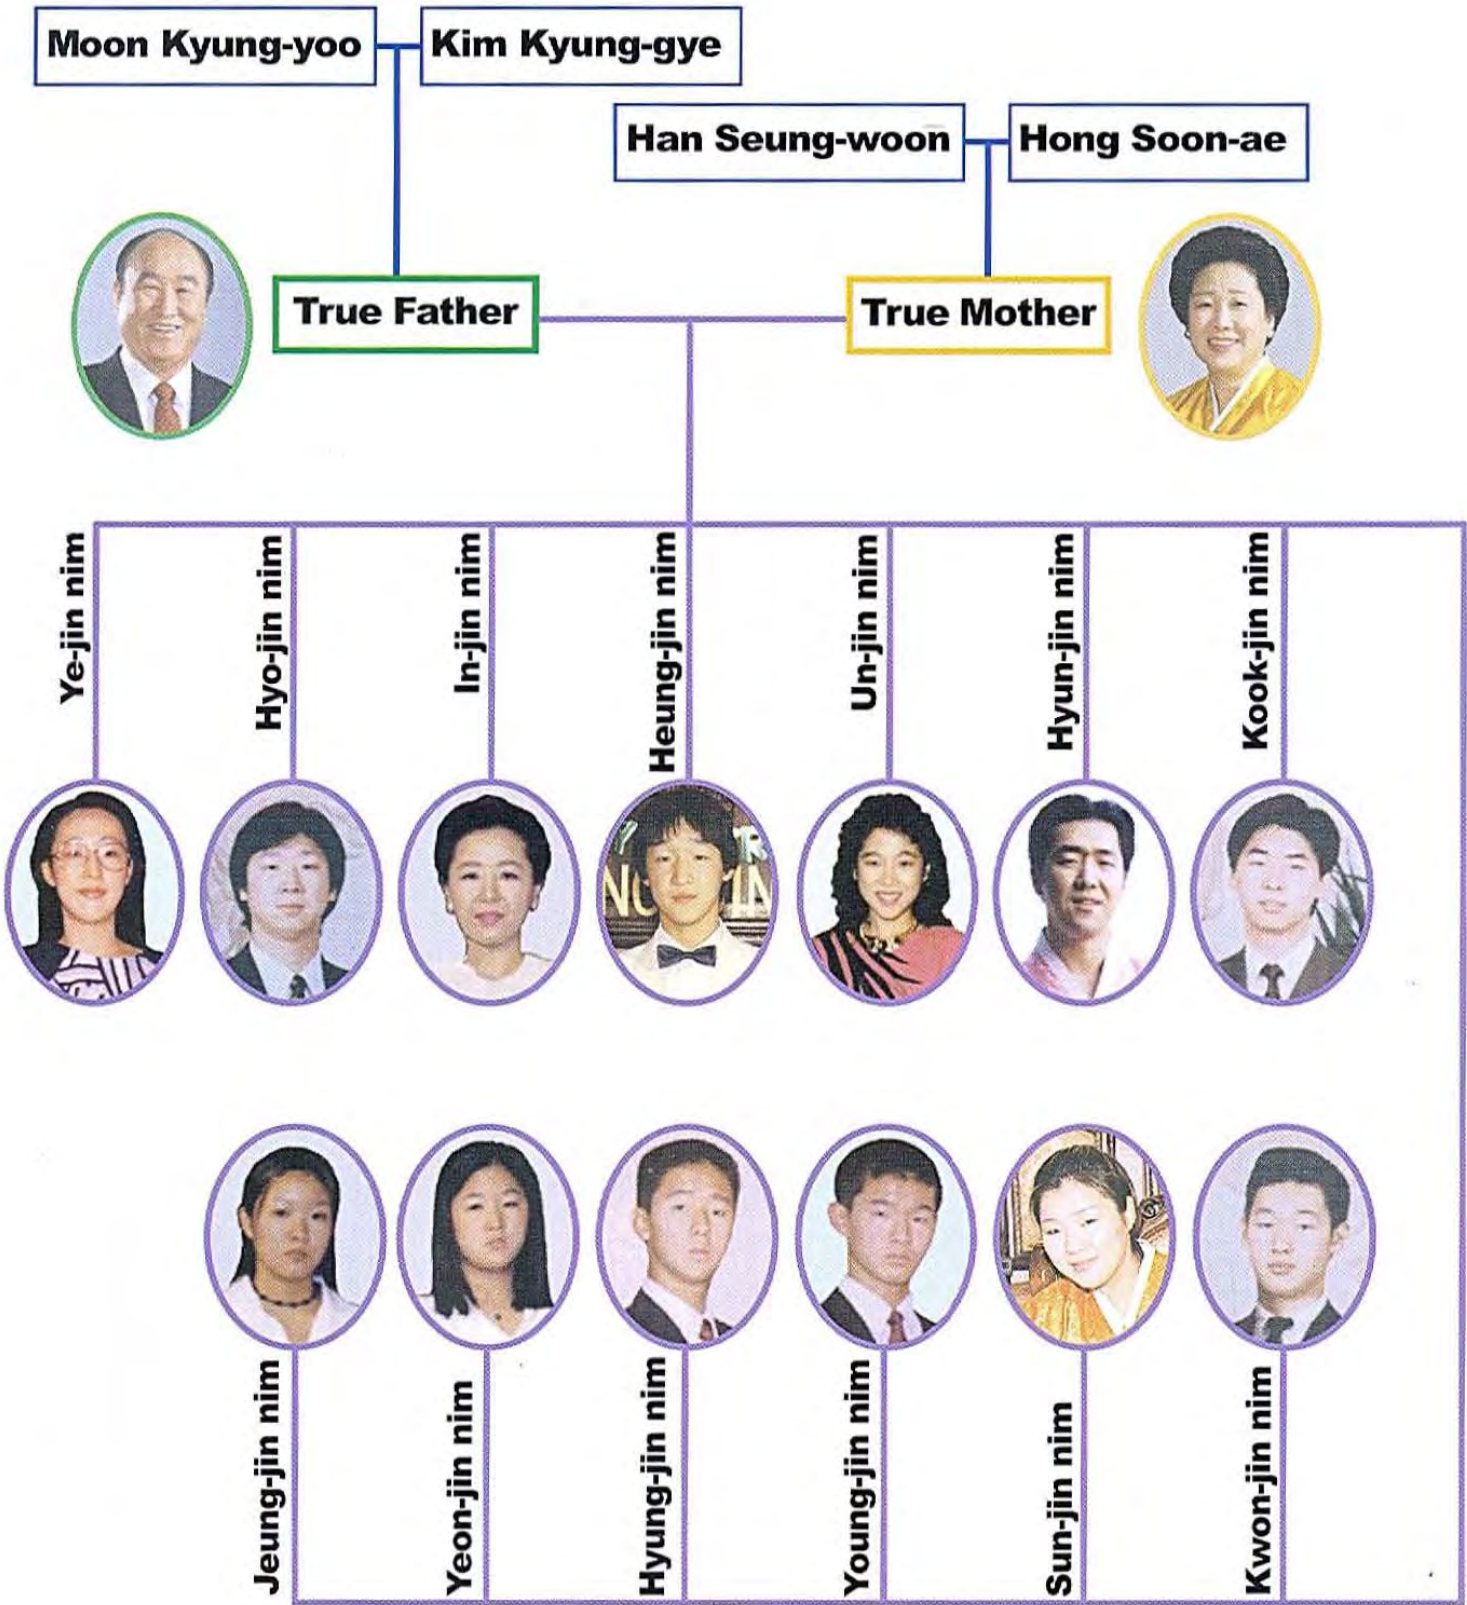 Moon Kyung-yoo
Kim Kyung-gye
Han Seung-woon
Hong Soon-ae
True Father
True Mother
Ye-jin nim
Hyo-jin nim
In-jin nim
Heung-jin nim
Un-jin nim
Hyun-jin nim
Kook-jin nim
Jeung-jin nim
Yeon-jin nim
Hyung-jin nim
Young-jin nim
Sun-jin nim
Kwon-jin nim